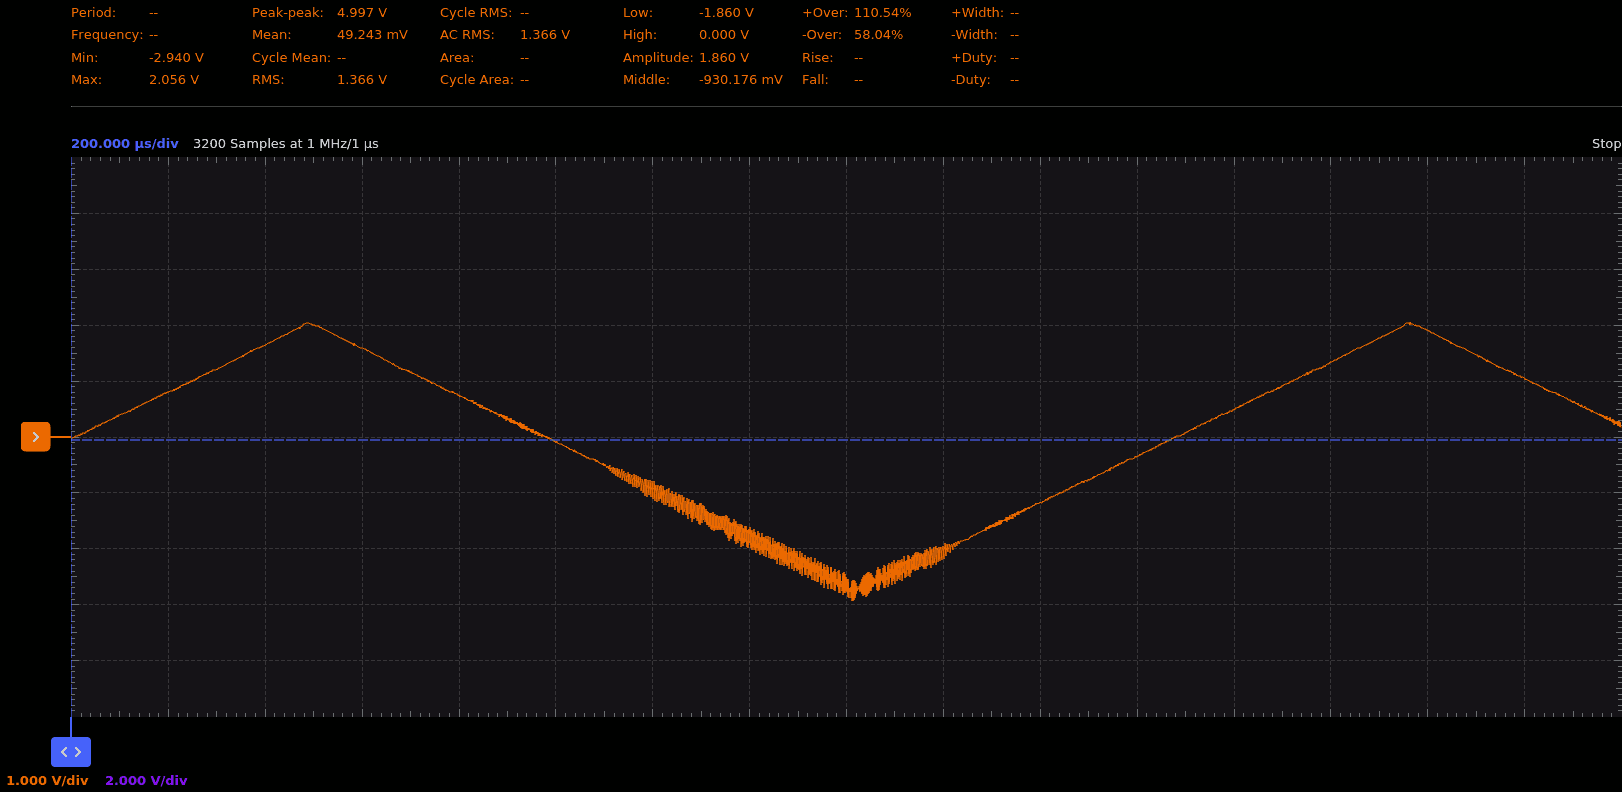 Period: -- Peak-peak: 4.997 V Cycle RMS: -- Low: -1.860 V +Over: 110.54% +Width: --
Frequency: -- Mean: 49.243 mV AC RMS: 1.366 V High: 0.000 V -Over: 58.04% -Width: --
Min: -2.940 V Cycle Mean: -- Area: -- Amplitude: 1.860 V Rise: -- +Duty: --
Max: 2.056 V RMS: 1.366 V Cycle Area: -- Middle: -930.176 mV Fall: -- -Duty: --
200.000 µs/div 3200 Samples at 1 MHz/1 µs Stop
1.000 V/div 2.000 V/div